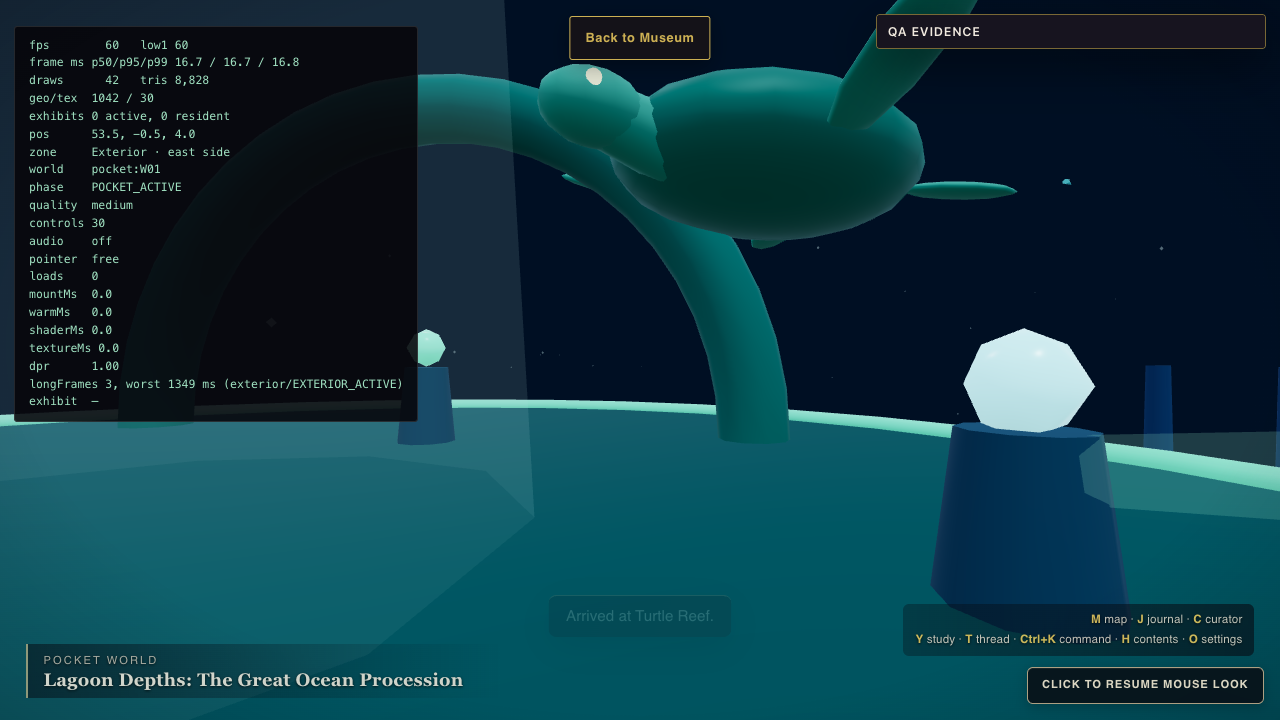 fps 60 low1 60
frame ms p50/p95/p99 16.7 / 16.7 / 16.8
draws 42 tris 8,828
geo/tex 1042 / 30
exhibits 0 active, 0 resident
pos 53.5, −0.5, 4.0
zone Exterior · east side
world pocket:W01
phase POCKET_ACTIVE
quality medium
controls 30
audio off
pointer free
loads 0
mountMs 0.0
warmMs 0.0
shaderMs 0.0
textureMs 0.0
dpr 1.00
longFrames 3, worst 1349 ms (exterior/EXTERIOR_ACTIVE)
exhibit —
Back to Museum
QA EVIDENCE
Arrived at Turtle Reef.
M map · J journal · C curator
Y study · T thread · Ctrl+K command · H contents · O settings
POCKET WORLD
Lagoon Depths: The Great Ocean Procession
CLICK TO RESUME MOUSE LOOK